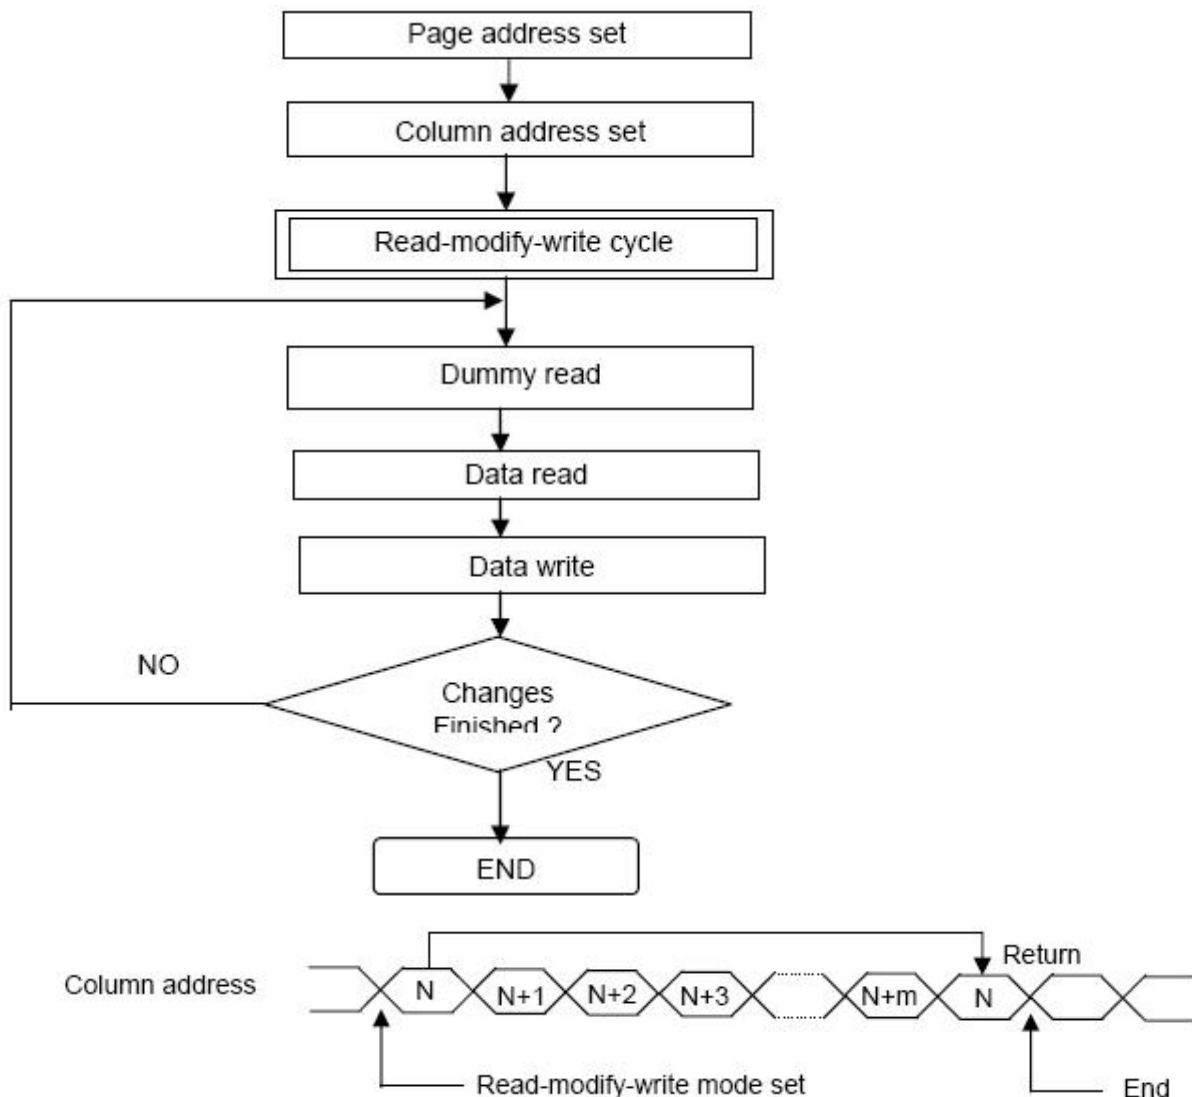 Page address set
Column address set
Read-modify-write cycle
Dummy read
Data read
Data write
NO
Changes
Finished ?
YES
END
Return
Column address
N
N+1
N+2
N+3
N+m
N
Read-modify-write mode set
End